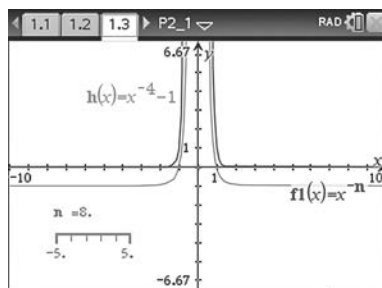 1.1 1.2 1.3 P2_1 RAD
6.67 y
h(x)=x⁻⁴-1
1
x
-10 1 10
f1(x)=x⁻ⁿ
n =8.
-5. 5.
-6.67